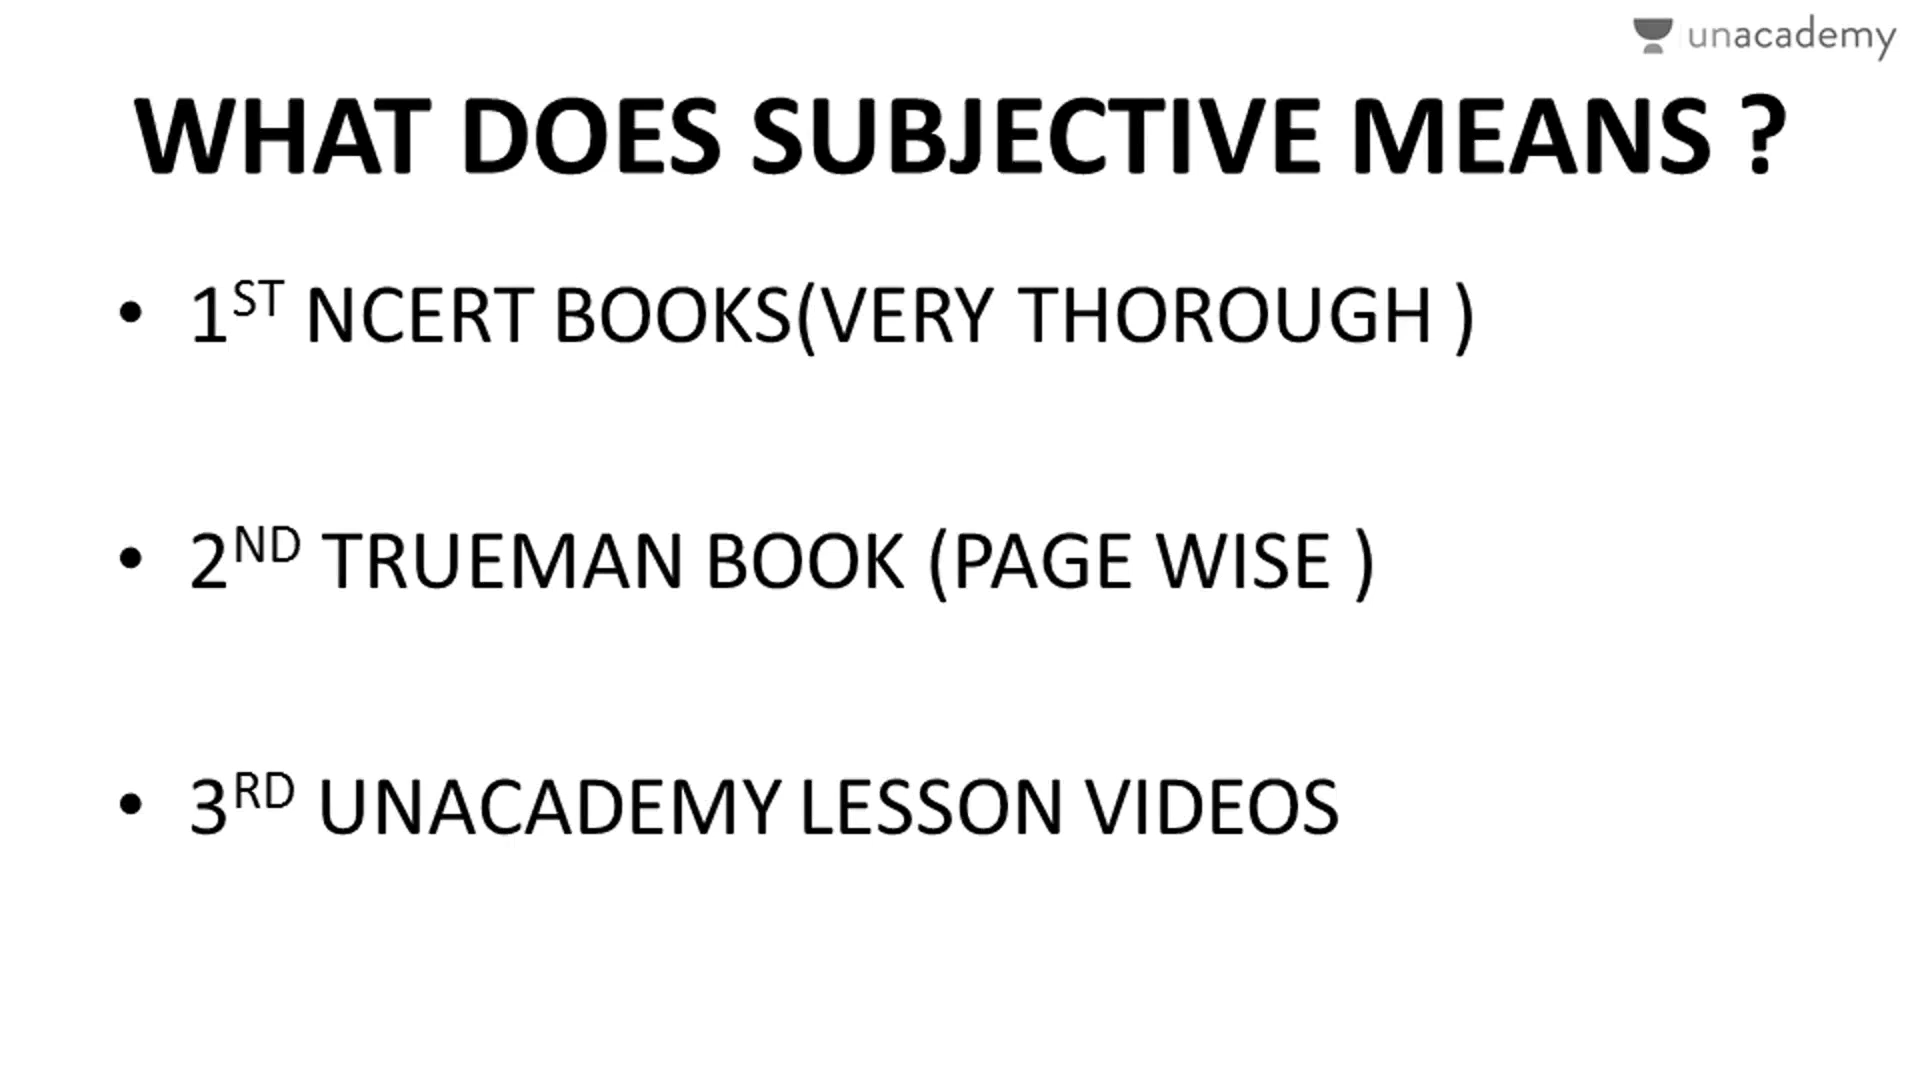 unacademy
WHAT DOES SUBJECTIVE MEANS ?
• 1ST NCERT BOOKS(VERY THOROUGH )
• 2ND TRUEMAN BOOK (PAGE WISE )
• 3RD UNACADEMY LESSON VIDEOS